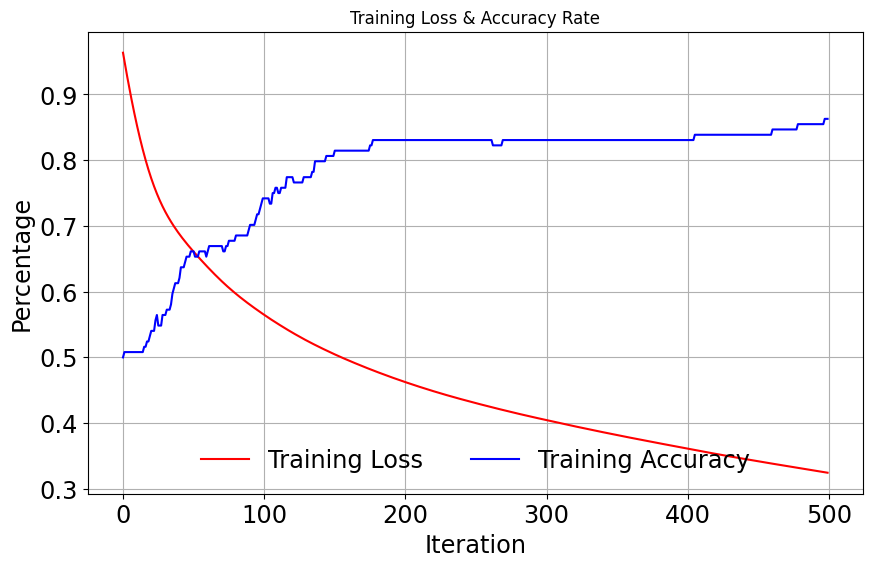 Training Loss & Accuracy Rate
Percentage
0.9
0.8
0.7
0.6
0.5
0.4
0.3
Training Loss
Training Accuracy
0 100 200 300 400 500
Iteration